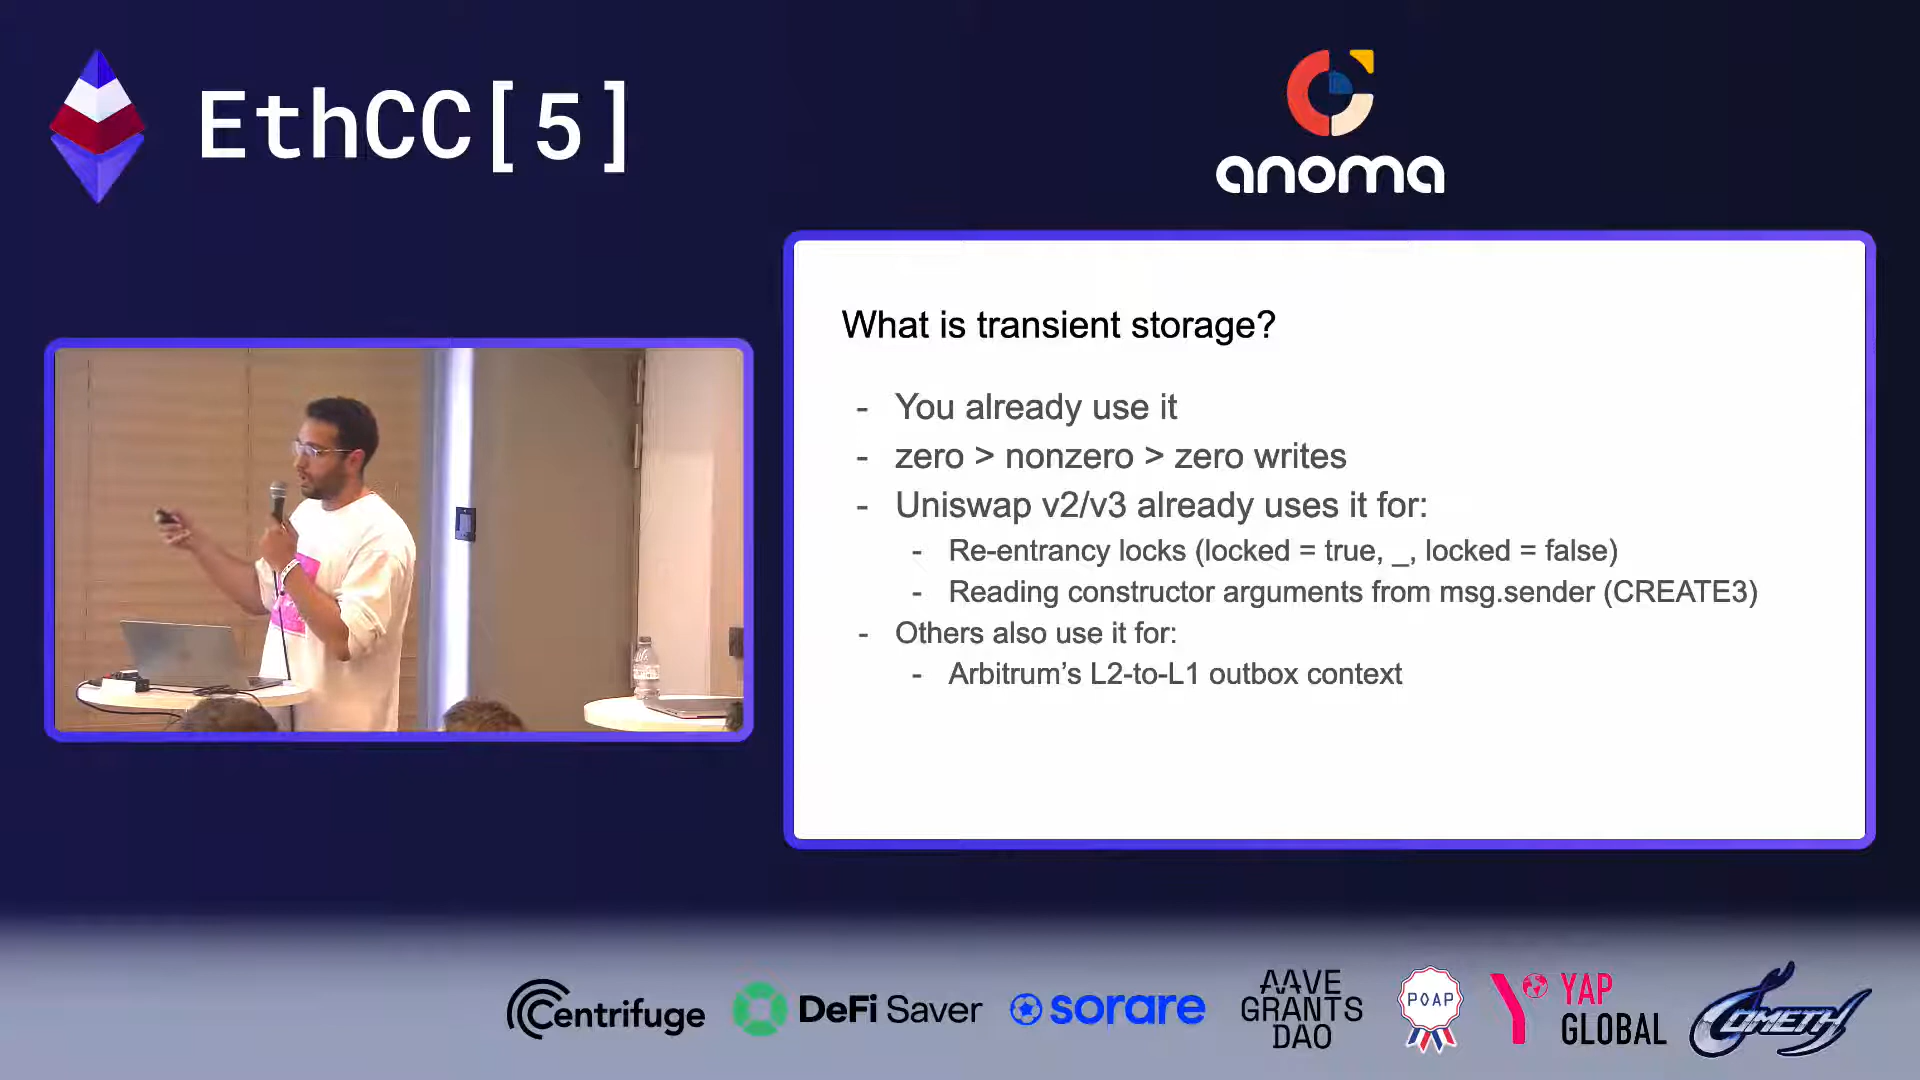 EthCC[5]
anoma
What is transient storage?
- You already use it
- zero > nonzero > zero writes
- Uniswap v2/v3 already uses it for:
- Re-entrancy locks (locked = true, _, locked = false)
- Reading constructor arguments from msg.sender (CREATE3)
- Others also use it for:
- Arbitrum’s L2-to-L1 outbox context
Centrifuge
DeFi Saver
sorare
AAVE
GRANTS
DAO
POAP
YAP
GLOBAL
COMETH